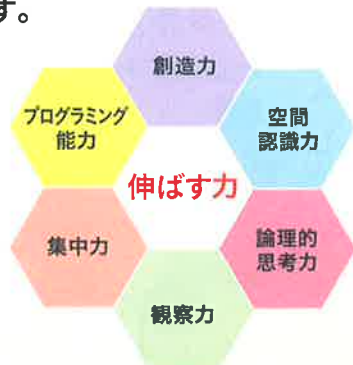 す。
創造力
プログラミング
能力
空間
認識力
伸ばす力
集中力
論理的
思考力
観察力